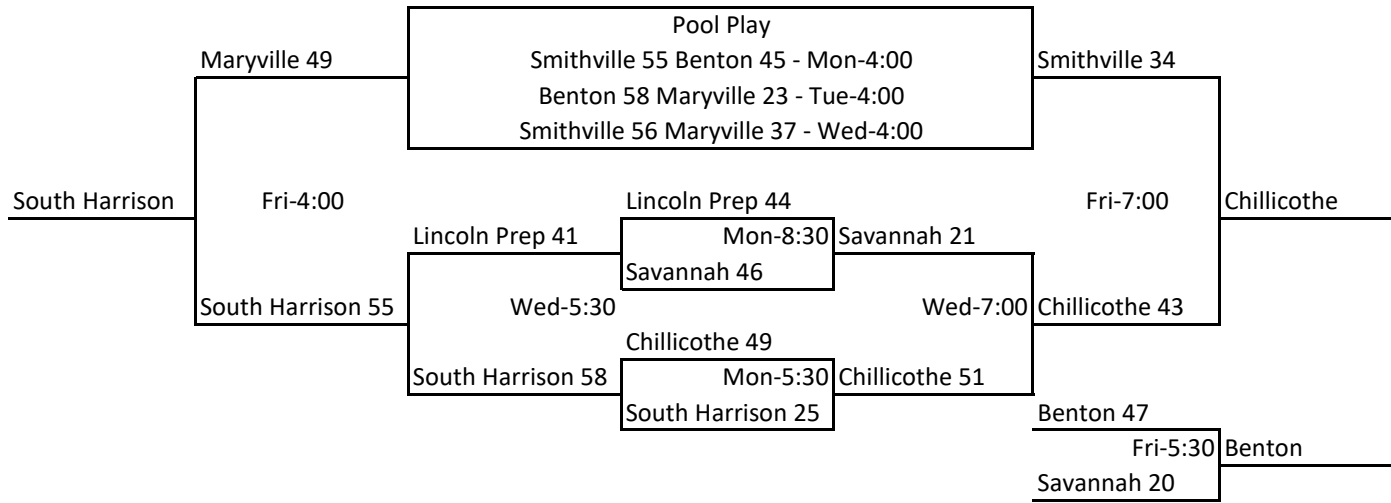 Pool Play
Maryville 49
Smithville 55 Benton 45 - Mon-4:00
Smithville 34
Benton 58 Maryville 23 - Tue-4:00
Smithville 56 Maryville 37 - Wed-4:00
South Harrison
Fri-4:00
Lincoln Prep 44
Fri-7:00
Chillicothe
Lincoln Prep 41
Mon-8:30
Savannah 21
Savannah 46
South Harrison 55
Wed-5:30
Wed-7:00
Chillicothe 43
Chillicothe 49
South Harrison 58
Mon-5:30
Chillicothe 51
South Harrison 25
Benton 47
Fri-5:30
Benton
Savannah 20